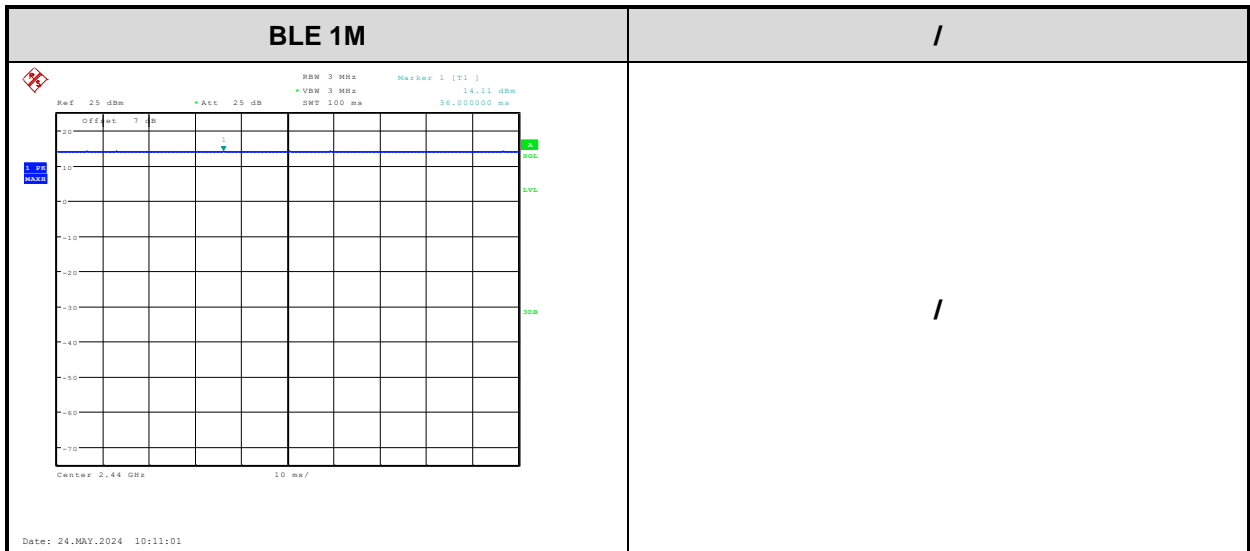 BLE 1M
/
R S
RBW 3 MHz Marker 1 [T1 ]
* VBW 3 MHz 14.11 dBm
Ref 25 dBm * Att 25 dB SWT 100 ms 36.000000 ms
Offset 7 dB
20
1
A
SGL
1 PK
MAXH
10
LVL
0
-10
-20
-30
3DB
-40
-50
-60
-70
Center 2.44 GHz 10 ms/
Date: 24.MAY.2024 10:11:01
/